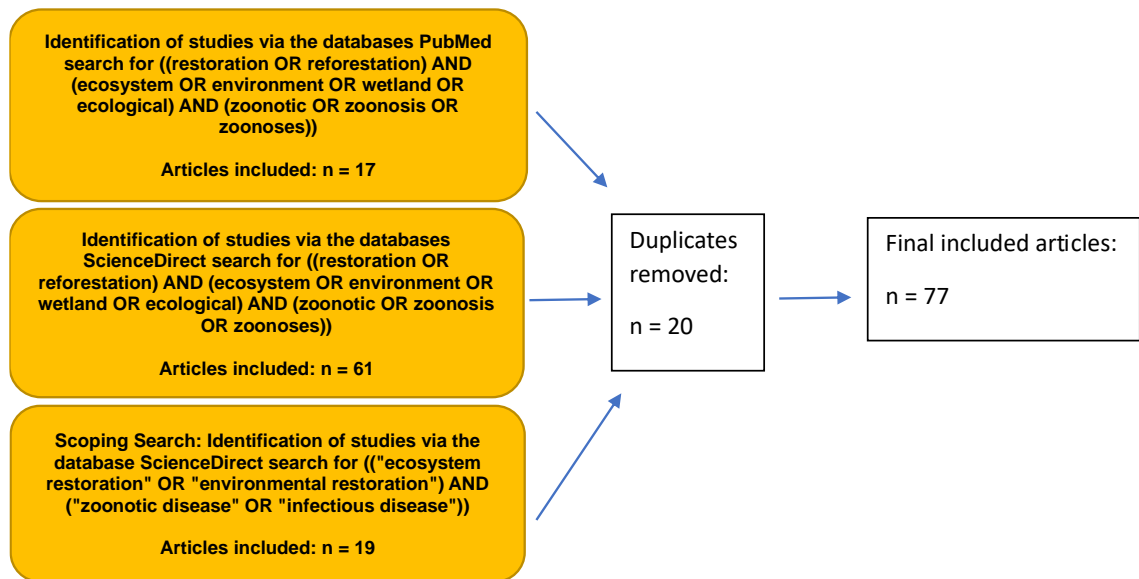 Identification of studies via the databases PubMed
search for ((restoration OR reforestation) AND
(ecosystem OR environment OR wetland OR
ecological) AND (zoonotic OR zoonosis OR
zoonoses))
Articles included: n = 17
Identification of studies via the databases
ScienceDirect search for ((restoration OR
reforestation) AND (ecosystem OR environment OR
wetland OR ecological) AND (zoonotic OR zoonosis
OR zoonoses))
Articles included: n = 61
Scoping Search: Identification of studies via the
database ScienceDirect search for (("ecosystem
restoration" OR "environmental restoration") AND
("zoonotic disease" OR "infectious disease"))
Articles included: n = 19
Duplicates
removed:
n = 20
Final included articles:
n = 77